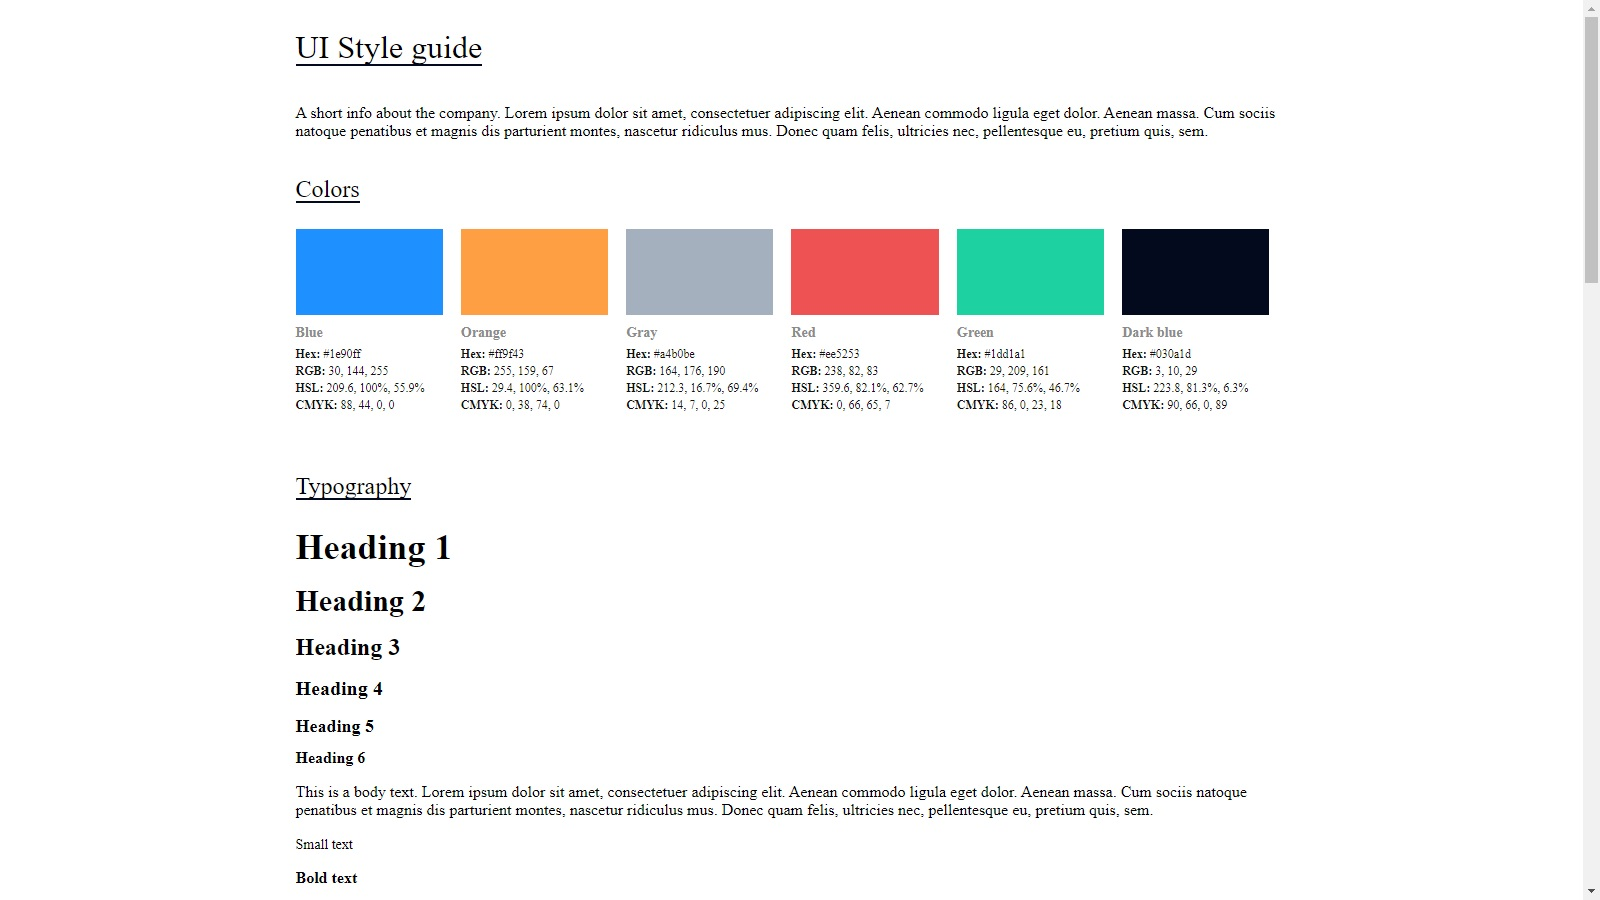 UI Style guide
A short info about the company. Lorem ipsum dolor sit amet, consectetuer adipiscing elit. Aenean commodo ligula eget dolor. Aenean massa. Cum sociis
natoque penatibus et magnis dis parturient montes, nascetur ridiculus mus. Donec quam felis, ultricies nec, pellentesque eu, pretium quis, sem.
Colors
Blue
Hex: #1e90ff
RGB: 30, 144, 255
HSL: 209.6, 100%, 55.9%
CMYK: 88, 44, 0, 0
Orange
Hex: #ff9f43
RGB: 255, 159, 67
HSL: 29.4, 100%, 63.1%
CMYK: 0, 38, 74, 0
Gray
Hex: #a4b0be
RGB: 164, 176, 190
HSL: 212.3, 16.7%, 69.4%
CMYK: 14, 7, 0, 25
Red
Hex: #ee5253
RGB: 238, 82, 83
HSL: 359.6, 82.1%, 62.7%
CMYK: 0, 66, 65, 7
Green
Hex: #1dd1a1
RGB: 29, 209, 161
HSL: 164, 75.6%, 46.7%
CMYK: 86, 0, 23, 18
Dark blue
Hex: #030a1d
RGB: 3, 10, 29
HSL: 223.8, 81.3%, 6.3%
CMYK: 90, 66, 0, 89
Typography
Heading 1
Heading 2
Heading 3
Heading 4
Heading 5
Heading 6
This is a body text. Lorem ipsum dolor sit amet, consectetuer adipiscing elit. Aenean commodo ligula eget dolor. Aenean massa. Cum sociis natoque
penatibus et magnis dis parturient montes, nascetur ridiculus mus. Donec quam felis, ultricies nec, pellentesque eu, pretium quis, sem.
Small text
Bold text